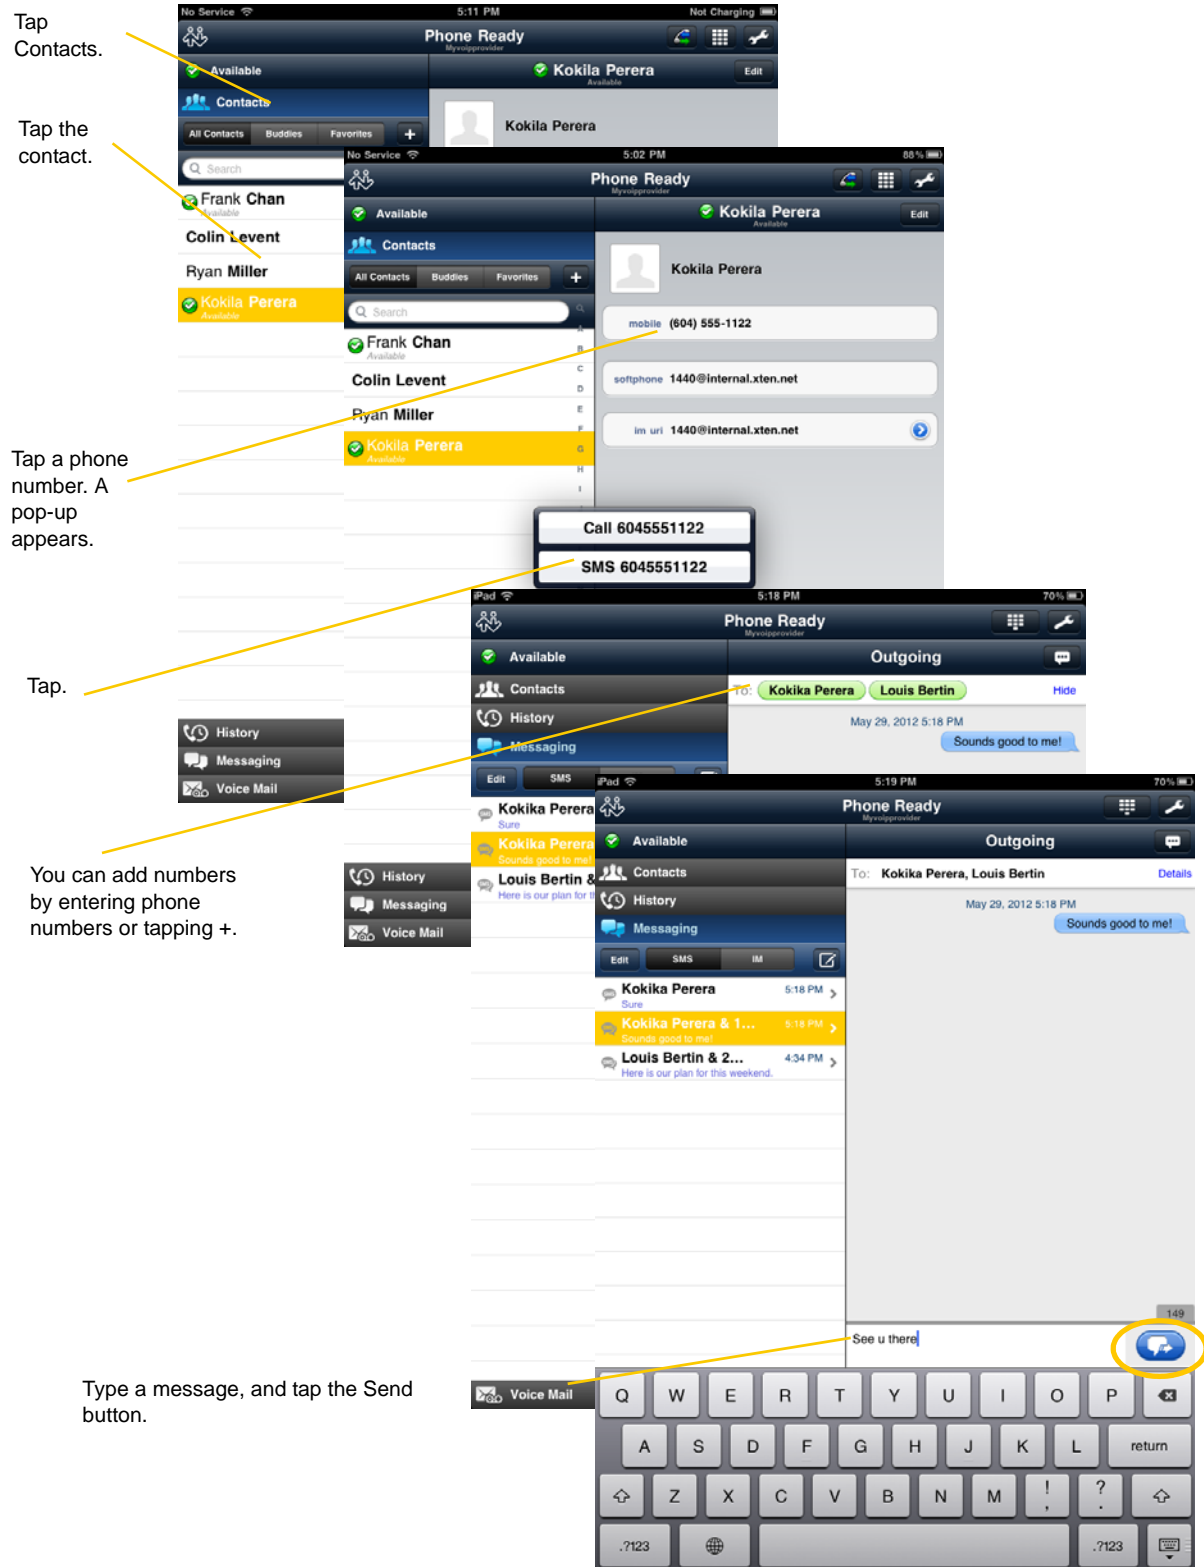 Tap
Contacts.
Tap the
contact.
Tap a phone
number. A
pop-up
appears.
Tap.
You can add numbers
by entering phone
numbers or tapping +.
Type a message, and tap the Send
button.
No Service 5:11 PM Not Charging
Phone Ready
Myvoipprovider
Available
Kokila Perera
Available
Edit
Contacts
All Contacts Buddies Favorites +
Kokila Perera
Search
Frank Chan
Available
Colin Levent
Ryan Miller
Kokila Perera
Available
History
Messaging
Voice Mail
No Service 5:02 PM 88%
Phone Ready
Myvoipprovider
Available
Kokila Perera
Available
Edit
Contacts
All Contacts Buddies Favorites +
Kokila Perera
Search
mobile (604) 555-1122
Frank Chan
Available
softphone 1440@internal.xten.net
Colin Levent
Ryan Miller
im uri 1440@internal.xten.net
Kokila Perera
Available
A
B
C
D
E
F
G
H
I
Call 6045551122
SMS 6045551122
History
Messaging
Voice Mail
iPad 5:18 PM 70%
Phone Ready
Myvoipprovider
Available
Outgoing
Contacts
To: Kokika Perera Louis Bertin Hide
History
May 29, 2012 5:18 PM
Messaging
Sounds good to me!
Edit SMS
Kokika Perera
Sure
Kokika Perera
Sounds good to me!
Louis Bertin &
Here is our plan for t
Voice Mail
iPad 5:19 PM 70%
Phone Ready
Myvoipprovider
Available
Outgoing
Contacts
To: Kokika Perera, Louis Bertin Details
History
May 29, 2012 5:18 PM
Messaging
Sounds good to me!
Edit SMS IM
Kokika Perera 5:18 PM
Sure
Kokika Perera & 1... 5:18 PM
Sounds good to me!
Louis Bertin & 2... 4:34 PM
Here is our plan for this weekend.
149
See u there
Q W E R T Y U I O P
A S D F G H J K L return
Z X C V B N M ! , ? .
.?123 .?123